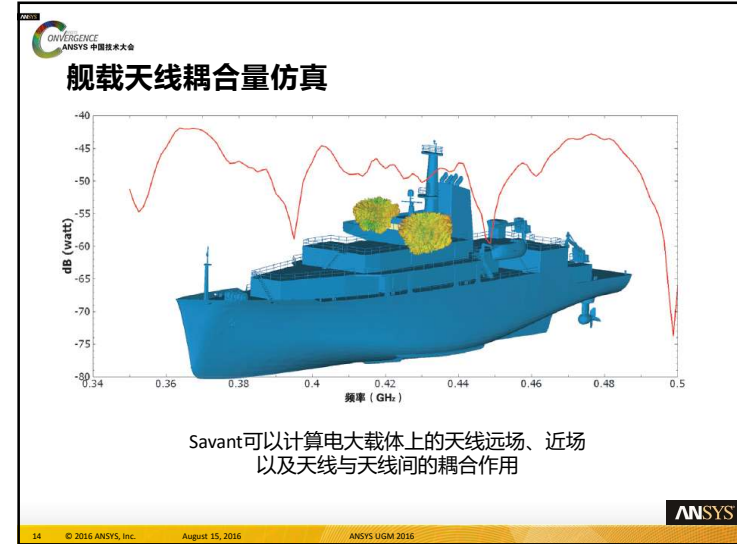 ANSYS
CONVERGENCE
ANSYS 中国技术大会
舰载天线耦合量仿真
-40
-45
-50
-55
-60
-65
-70
-75
-80
dB (watt)
0.34 0.36 0.38 0.4 0.42 0.44 0.46 0.48 0.5
频率（GHz）
Savant可以计算电大载体上的天线远场、近场
以及天线与天线间的耦合作用
ANSYS
14 © 2016 ANSYS, Inc. August 15, 2016 ANSYS UGM 2016